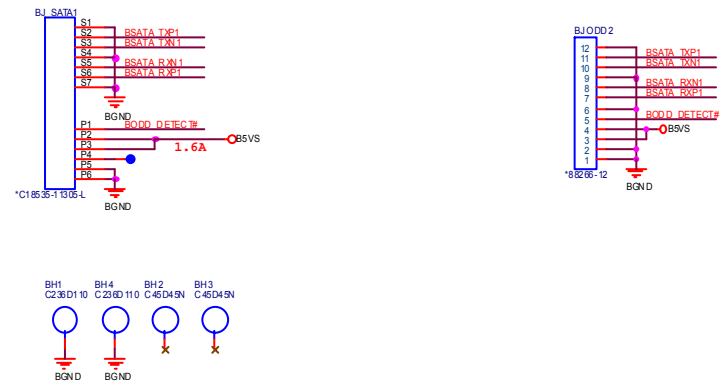 BJ_SATA1
S1
S2 BSATA_TXP1
S3 BSATA_TXN1
S4
S5 BSATA_RXN1
S6 BSATA_RXP1
S7
BGND
P1 BODD_DETECT#
P2 B5VS
P3 1.6A
P4
P5
P6
*C18535-11305-L
BGND
BJODD2
12
11 BSATA_TXP1
10 BSATA_TXN1
9
8 BSATA_RXN1
7 BSATA_RXP1
6
5 BODD_DETECT#
4 B5VS
3
2
1
*88266-12
BGND
BH1 BH4 BH2 BH3
C236D110 C236D110 C45D45N C45D45N
BGND BGND